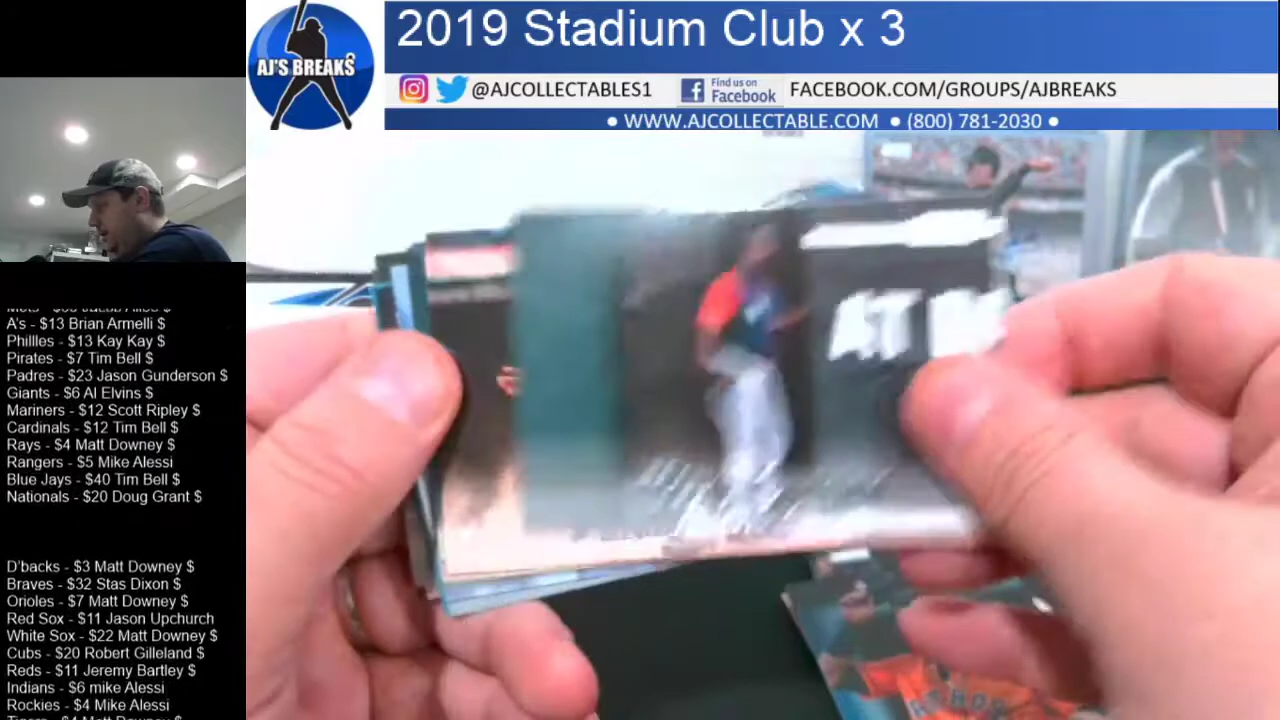 2019 Stadium Club x 3
AJ'S BREAKS
@AJCOLLECTABLES1
Find us on
Facebook
FACEBOOK.COM/GROUPS/AJBREAKS
• WWW.AJCOLLECTABLE.COM • (800) 781-2030 •
A's - $13 Brian Armelli $
Phillles - $13 Kay Kay $
Pirates - $7 Tim Bell $
Padres - $23 Jason Gunderson $
Giants - $6 Al Elvins $
Mariners - $12 Scott Ripley $
Cardinals - $12 Tim Bell $
Rays - $4 Matt Downey $
Rangers - $5 Mike Alessi
Blue Jays - $40 Tim Bell $
Nationals - $20 Doug Grant $
D'backs - $3 Matt Downey $
Braves - $32 Stas Dixon $
Orioles - $7 Matt Downey $
Red Sox - $11 Jason Upchurch
White Sox - $22 Matt Downey $
Cubs - $20 Robert Gilleland $
Reds - $11 Jeremy Bartley $
Indians - $6 mike Alessi
Rockies - $4 Mike Alessi
AT